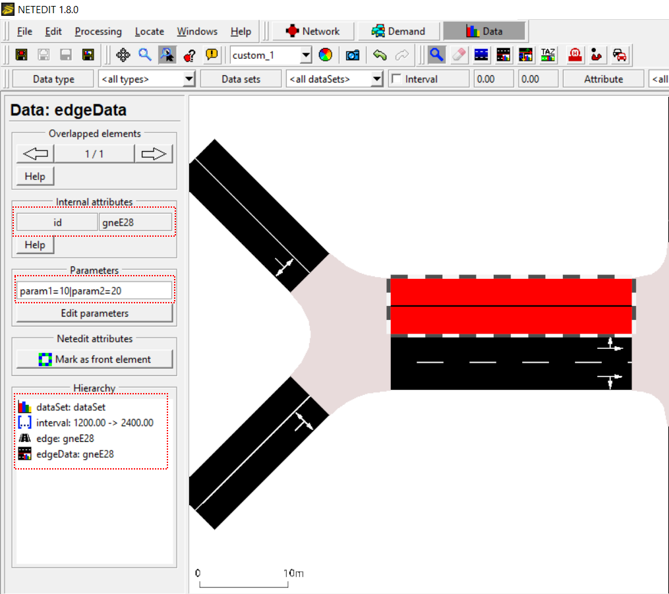 NETEDIT 1.8.0
File Edit Processing Locate Windows Help Network Demand Data
custom_1 TAZ
Data type <all types> Data sets <all dataSets> Interval 0.00 0.00 Attribute <all
Data: edgeData
Overlapped elements
1 / 1
Help
Internal attributes
id gneE28
Help
Parameters
param1=10|param2=20
Edit parameters
Netedit attributes
Mark as front element
Hierarchy
dataSet: dataSet
[...] interval: 1200.00 -> 2400.00
edge: gneE28
edgeData: gneE28
0 10m